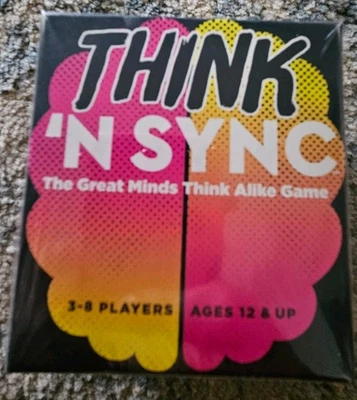 THINK
'N SYNC
The Great Minds Think Alike Game
3-8 PLAYERS AGES 12 & UP